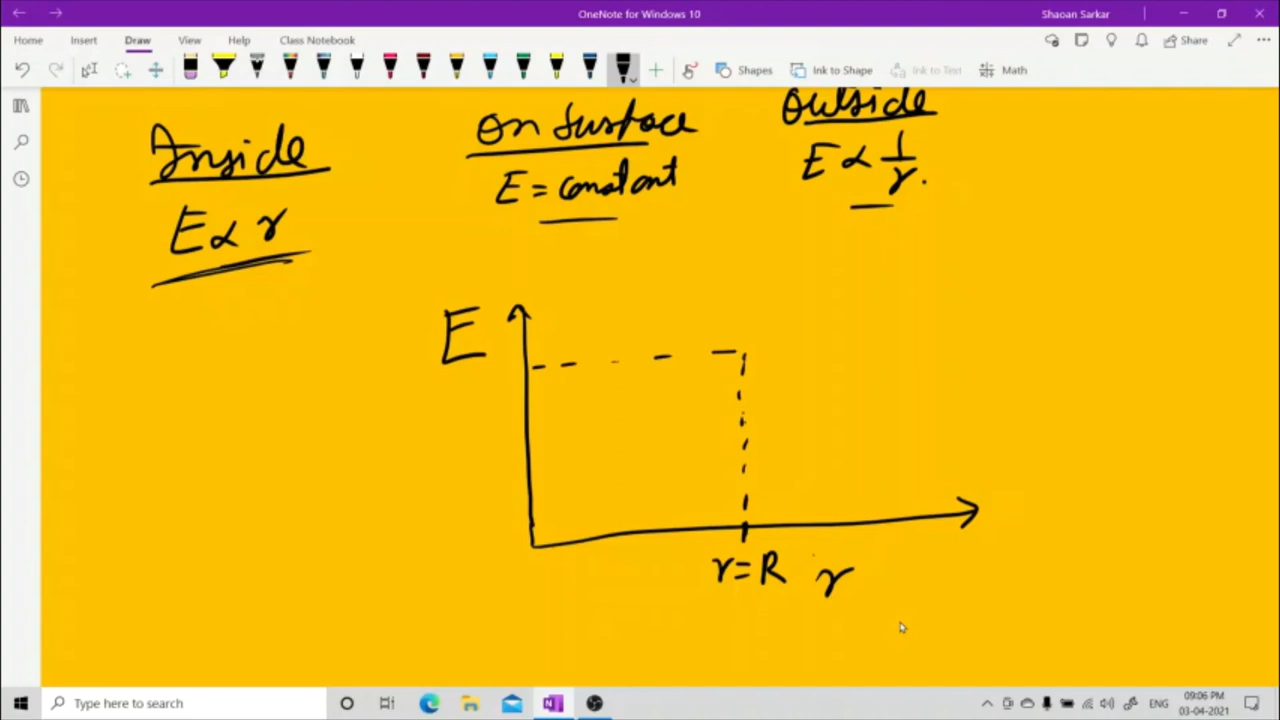 OneNote for Windows 10
Shaoan Sarkar
Home Insert Draw View Help Class Notebook
Share
Shapes Ink to Shape Ink to Text Math
Inside
E ∝ r
On Surface
E = constant
Outside
E ∝ 1/r.
E
r = R r
Type here to search
ENG
09:06 PM
03-04-2021